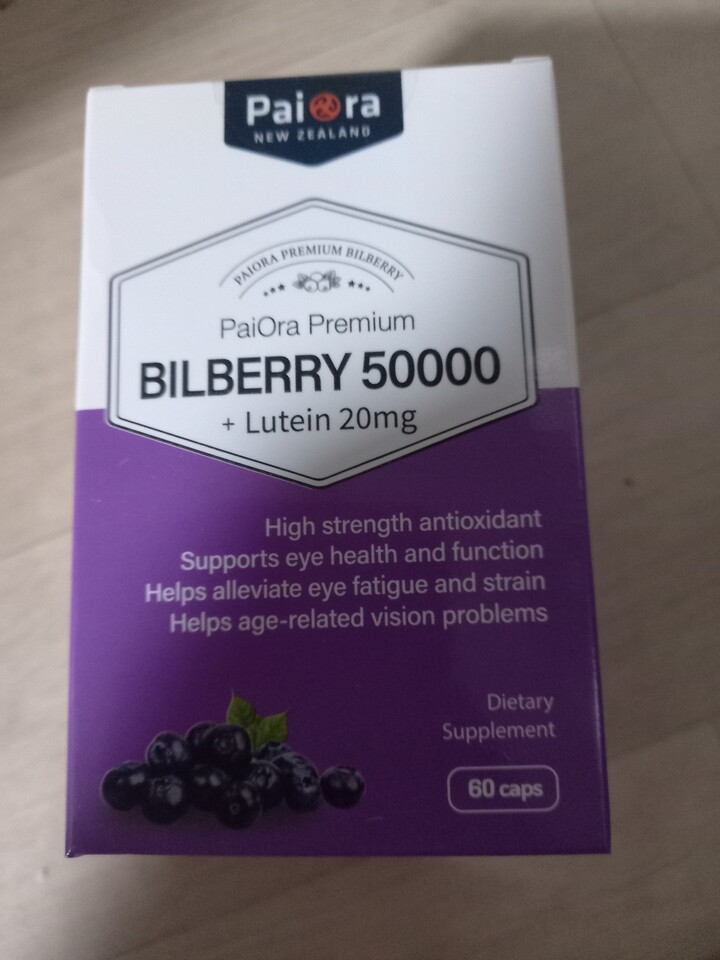 PaiOra
NEW ZEALAND
PAIORA PREMIUM BILBERRY
PaiOra Premium
BILBERRY 50000
+ Lutein 20mg
High strength antioxidant
Supports eye health and function
Helps alleviate eye fatigue and strain
Helps age-related vision problems
Dietary
Supplement
60 caps